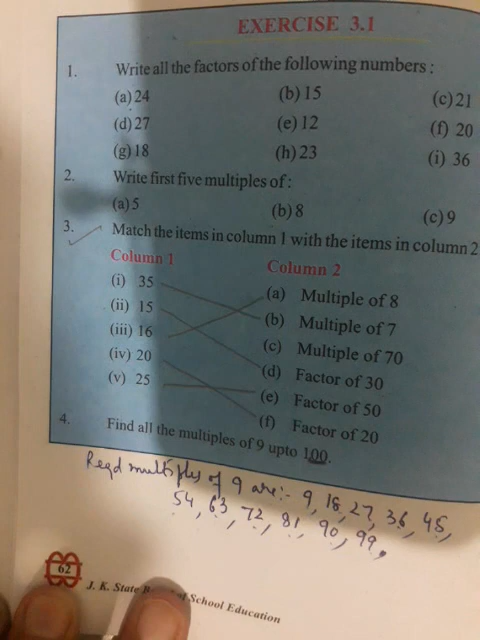 EXERCISE 3.1
1. Write all the factors of the following numbers :
(a) 24 (b) 15 (c) 21
(d) 27 (e) 12 (f) 20
(g) 18 (h) 23 (i) 36
2. Write first five multiples of :
(a) 5 (b) 8 (c) 9
3. Match the items in column 1 with the items in column 2
Column 1 Column 2
(i) 35 (a) Multiple of 8
(ii) 15 (b) Multiple of 7
(iii) 16 (c) Multiple of 70
(iv) 20 (d) Factor of 30
(v) 25 (e) Factor of 50
(f) Factor of 20
4. Find all the multiples of 9 upto 100.
Reqd multiples of 9 are:- 9, 18, 27, 36, 45,
54, 63, 72, 81, 90, 99.
62
J. K. State of School Education